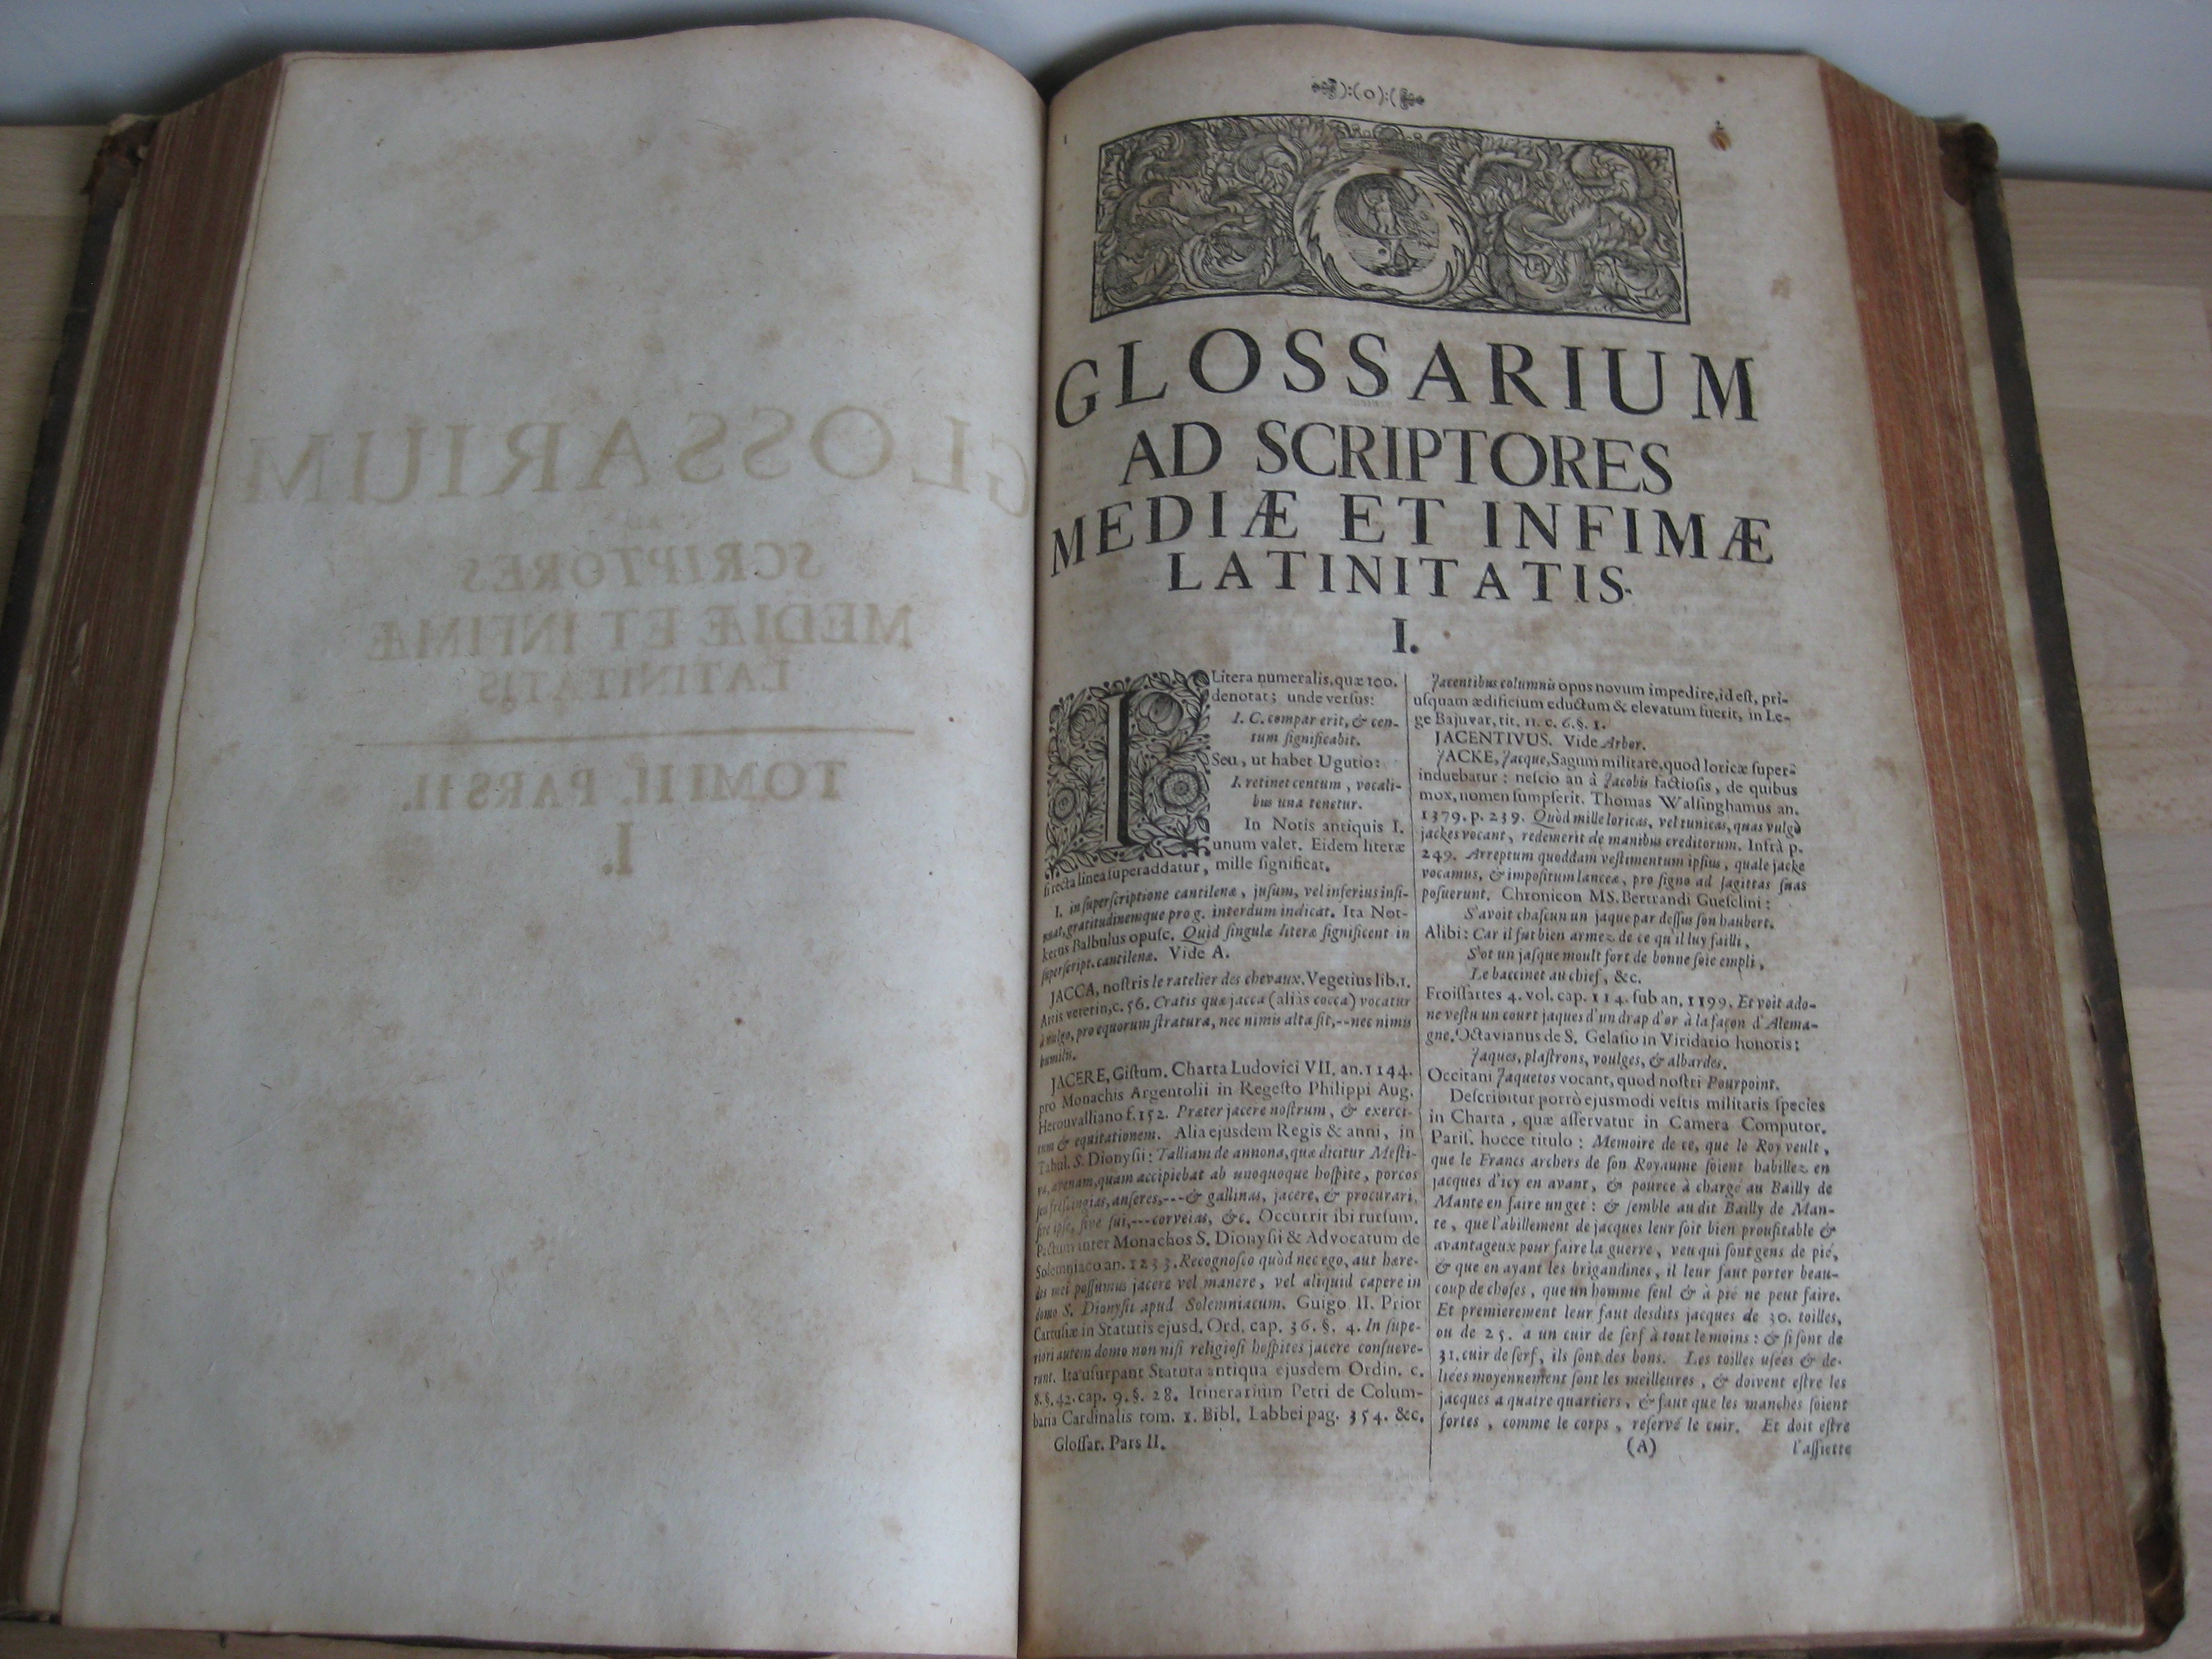 GLOSSARIUM
SCRIPTORES
MEDIÆ ET INFIMÆ
LATINITATIS
TOMI II. PARS II.
I.
):(o):(
GLOSSARIUM
AD SCRIPTORES
MEDIÆ ET INFIMÆ
LATINITATIS.
I.
I Litera numeralis, quæ 100.
denotat; unde versus:
I. C. compar erit, & cen-
tum significabit.
Seu, ut habet Ugutio:
I. retinet centum, vocali-
bus una tenetur.
In Notis antiquis I.
unum valet. Eidem literæ
si recta linea superaddatur, mille significat.
I. in superscriptione cantilenæ, jusum, vel inferius insi-
nuat, gratitudinemque pro g. interdum indicat. Ita Not-
kerus Balbulus opusc. Quid singulæ literæ significent in
superscript. cantilenæ. Vide A.
JACCA, nostris le ratelier des chevaux. Vegetius lib. 1.
Artis veterin. c. 56. Cratis quæ jacca (aliàs cocca) vocatur
à vulgo, pro equorum statura, nec nimis alta sit, -- nec nimis
humilis.
JACERE, Gistum. Charta Ludovici VII. an. 1144.
pro Monachis Argentolii in Regesto Philippi Aug.
Herouvalliano f. 152. Præter jacere nostrum, & exerci-
tum & equitationem. Alia ejusdem Regis & anni, in
Tabul. S. Dionysii: Talliam de annona, quæ dicitur Mesti-
va, avenam, quam accipiebat ab unoquoque hospite, porcos
seu fressengias, anseres, --- & gallinas, jacere, & procurari,
sive ipse, sive sui, --- corveias, &c. Occurrit ibi rursum.
Pactum inter Monachos S. Dionysii & Advocatum de
Solemniaco an. 1233. Recognosco quòd nec ego, aut hære-
des mei possumus jacere vel manere, vel aliquid capere in
domo S. Dionysii apud Solemniacum. Guigo II. Prior
Cartusiæ in Statutis ejusd. Ord. cap. 36. §. 4. In supe-
riori autem domo non nisi religiosi hospites jacere consueve-
runt. Ita usurpant Statuta antiqua ejusdem Ordin. c.
8. §. 42. cap. 9. §. 28. Itinerarium Petri de Colum-
baria Cardinalis tom. 1. Bibl. Labbei pag. 354. &c.
Glossar. Pars II.
Jacentibus columnis opus novum impedire, id est, pri-
usquam ædificium eductum & elevatum fuerit, in Le-
ge Bajuvar, tit. 11. c. 6. §. 1.
JACENTIVUS. Vide Arbor.
JACKE, Jacque, Sagum militare, quod loricæ super-
induebatur: nescio an à Jacobis factiosis, de quibus
mox, nomen sumpserit. Thomas Walsinghamus an.
1379. p. 239. Quòd mille loricas, vel tunicas, quas vulgò
jackes vocant, redemerit de manibus creditorum. Infrà p.
249. Arreptum quoddam vestimentum ipsius, quale jacke
vocamus, & impositum lanceæ, pro signo ad sagittas suas
posuerunt. Chronicon MS. Bertrandi Guesclini:
S'avoit chascun un jaque par dessus son haubert.
Alibi: Car il fut bien armez de ce qu'il luy failli,
S'ot un jasque moult fort de bonne soie empli,
Le baccinet au chief, &c.
Froissartes 4. vol. cap. 114. sub an. 1199. Et voit ado-
ne vestu un court jaques d'un drap d'or à la façon d'Alema-
gne. Octavianus de S. Gelasio in Viridario honoris:
Jaques, plastrons, voulges, & albardes.
Occitani Jaquetos vocant, quod nostri Pourpoint.
Describitur porrò ejusmodi vestis militaris species
in Charta, quæ asservatur in Camera Computor.
Paris. hocce titulo: Memoire de ce, que le Roy veult,
que le Francs archers de son Royaume soient habillez en
jacques d'icy en avant, & pource à chargé au Bailly de
Mante en faire un get: & semble au dit Bailly de Man-
te, que l'abillement de jacques leur soit bien proufitable &
avantageux pour faire la guerre, veu qui sont gens de pié,
& que en ayant les brigandines, il leur faut porter beau-
coup de choses, que un homme seul & à pié ne peut faire.
Et premierement leur faut desdits jacques de 30. toilles,
ou de 25. a un cuir de serf à tout le moins: & si sont de
31. cuir de serf, ils sont des bons. Les toilles usées & de-
liées moyennement sont les meilleures, & doivent estre les
jacques a quatre quartiers, & faut que les manches soient
fortes, comme le corps, reservé le cuir. Et doit estre
(A) l'assiette